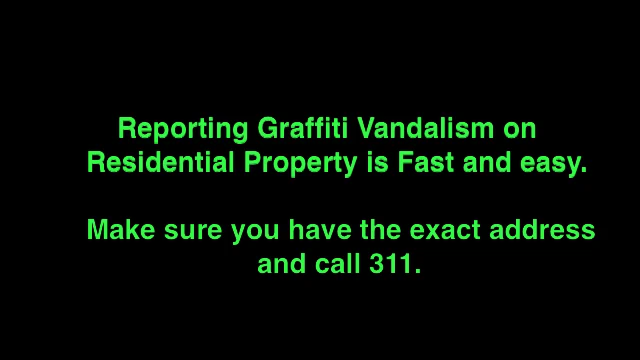 Reporting Graffiti Vandalism on
Residential Property is Fast and easy.
Make sure you have the exact address
and call 311.